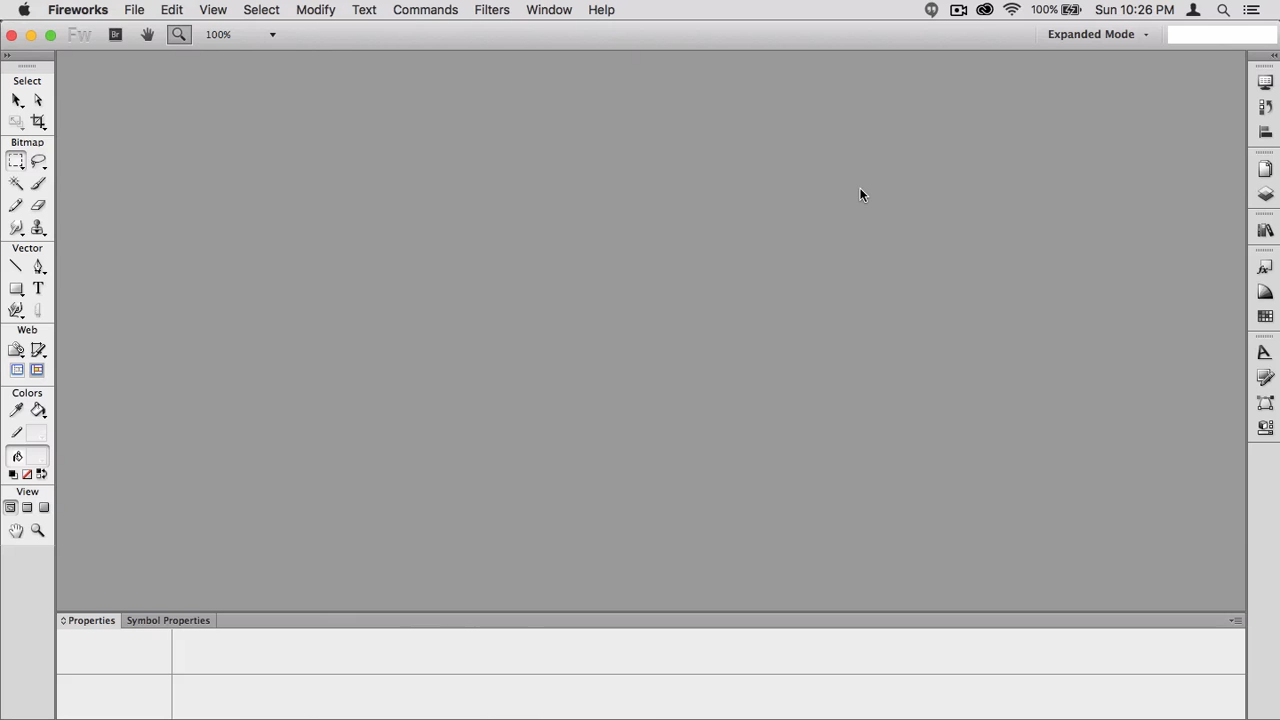 Fireworks File Edit View Select Modify Text Commands Filters Window Help 100% Sun 10:26 PM
Fw Br 100% Expanded Mode
Select
Bitmap
Vector
T
Web
Colors
View
Properties Symbol Properties